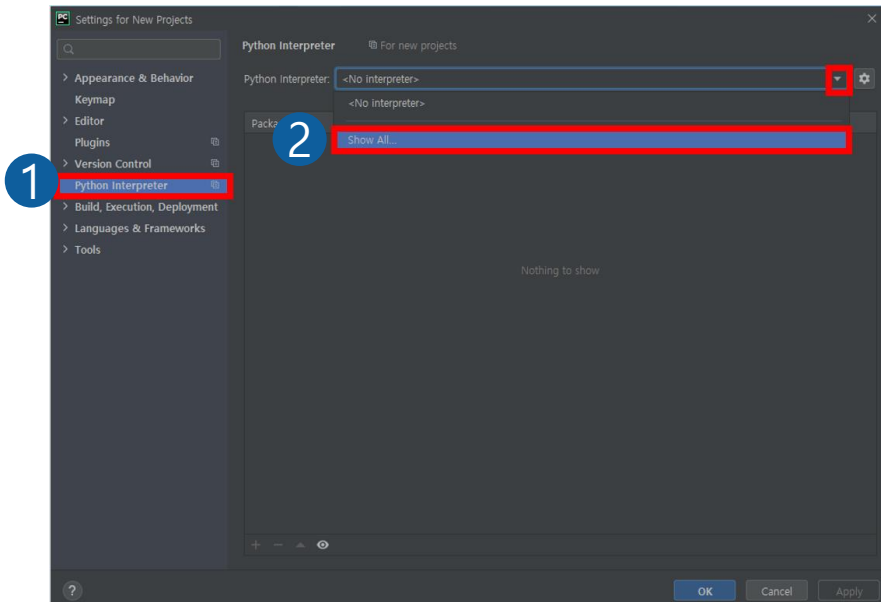 PC Settings for New Projects
Python Interpreter For new projects
> Appearance & Behavior
Python Interpreter: <No interpreter>
Keymap
<No interpreter>
> Editor
Plugins
2
Show All...
> Version Control
1
Python Interpreter
> Build, Execution, Deployment
> Languages & Frameworks
> Tools
Nothing to show
? OK Cancel Apply